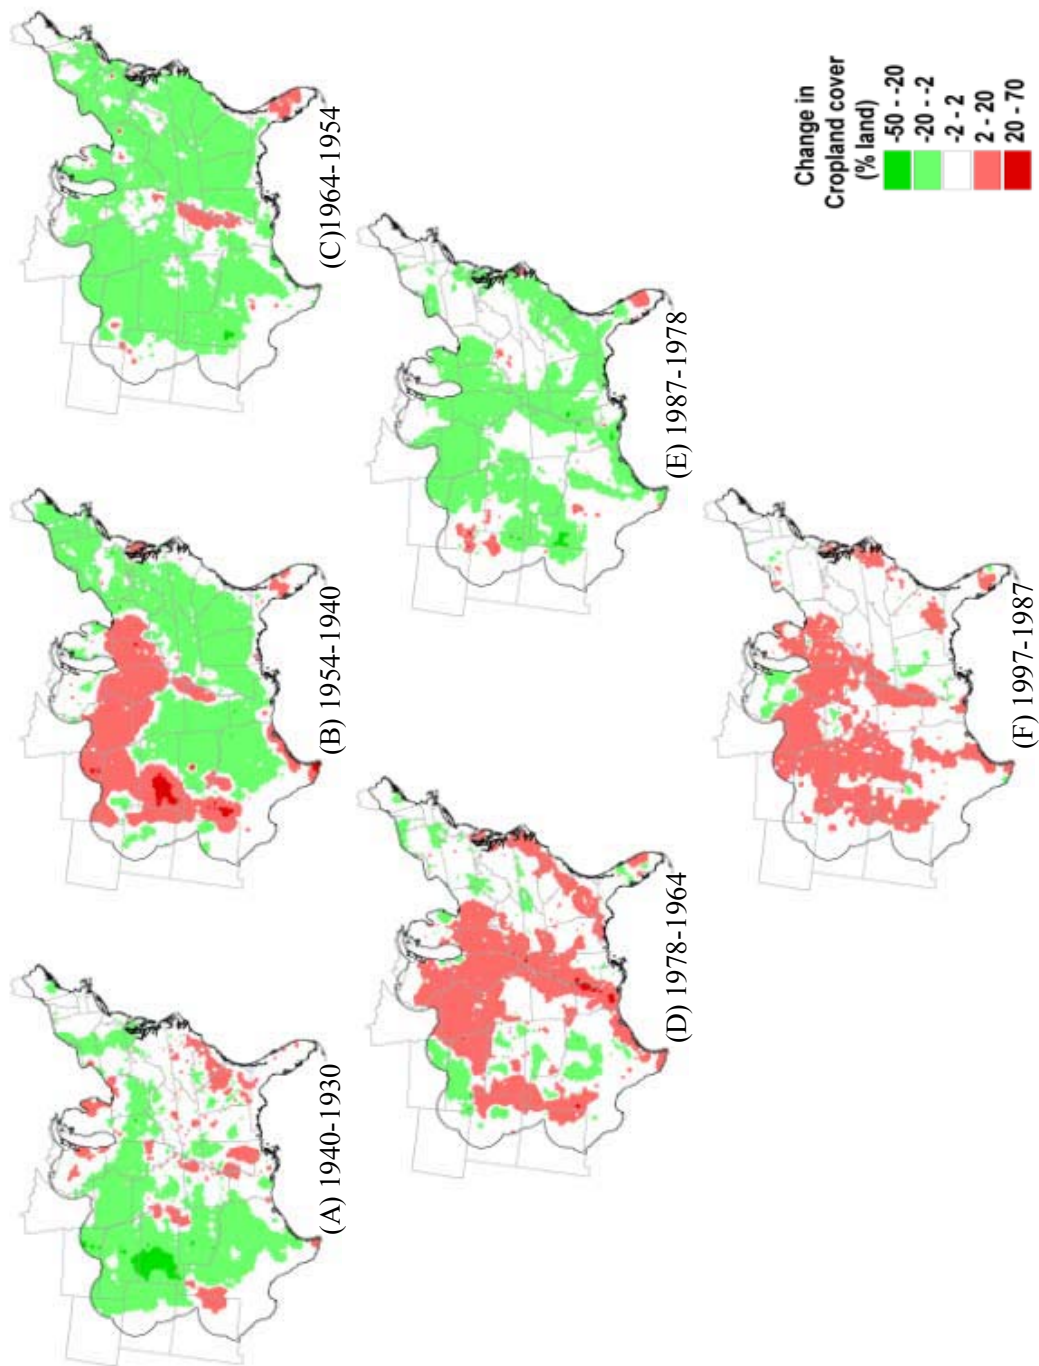 (A) 1940-1930
(B) 1954-1940
(C)1964-1954
(D) 1978-1964
(E) 1987-1978
(F) 1997-1987
Change in
Cropland cover
(% land)
-50 - -20
-20 - -2
-2 - 2
2 - 20
20 - 70